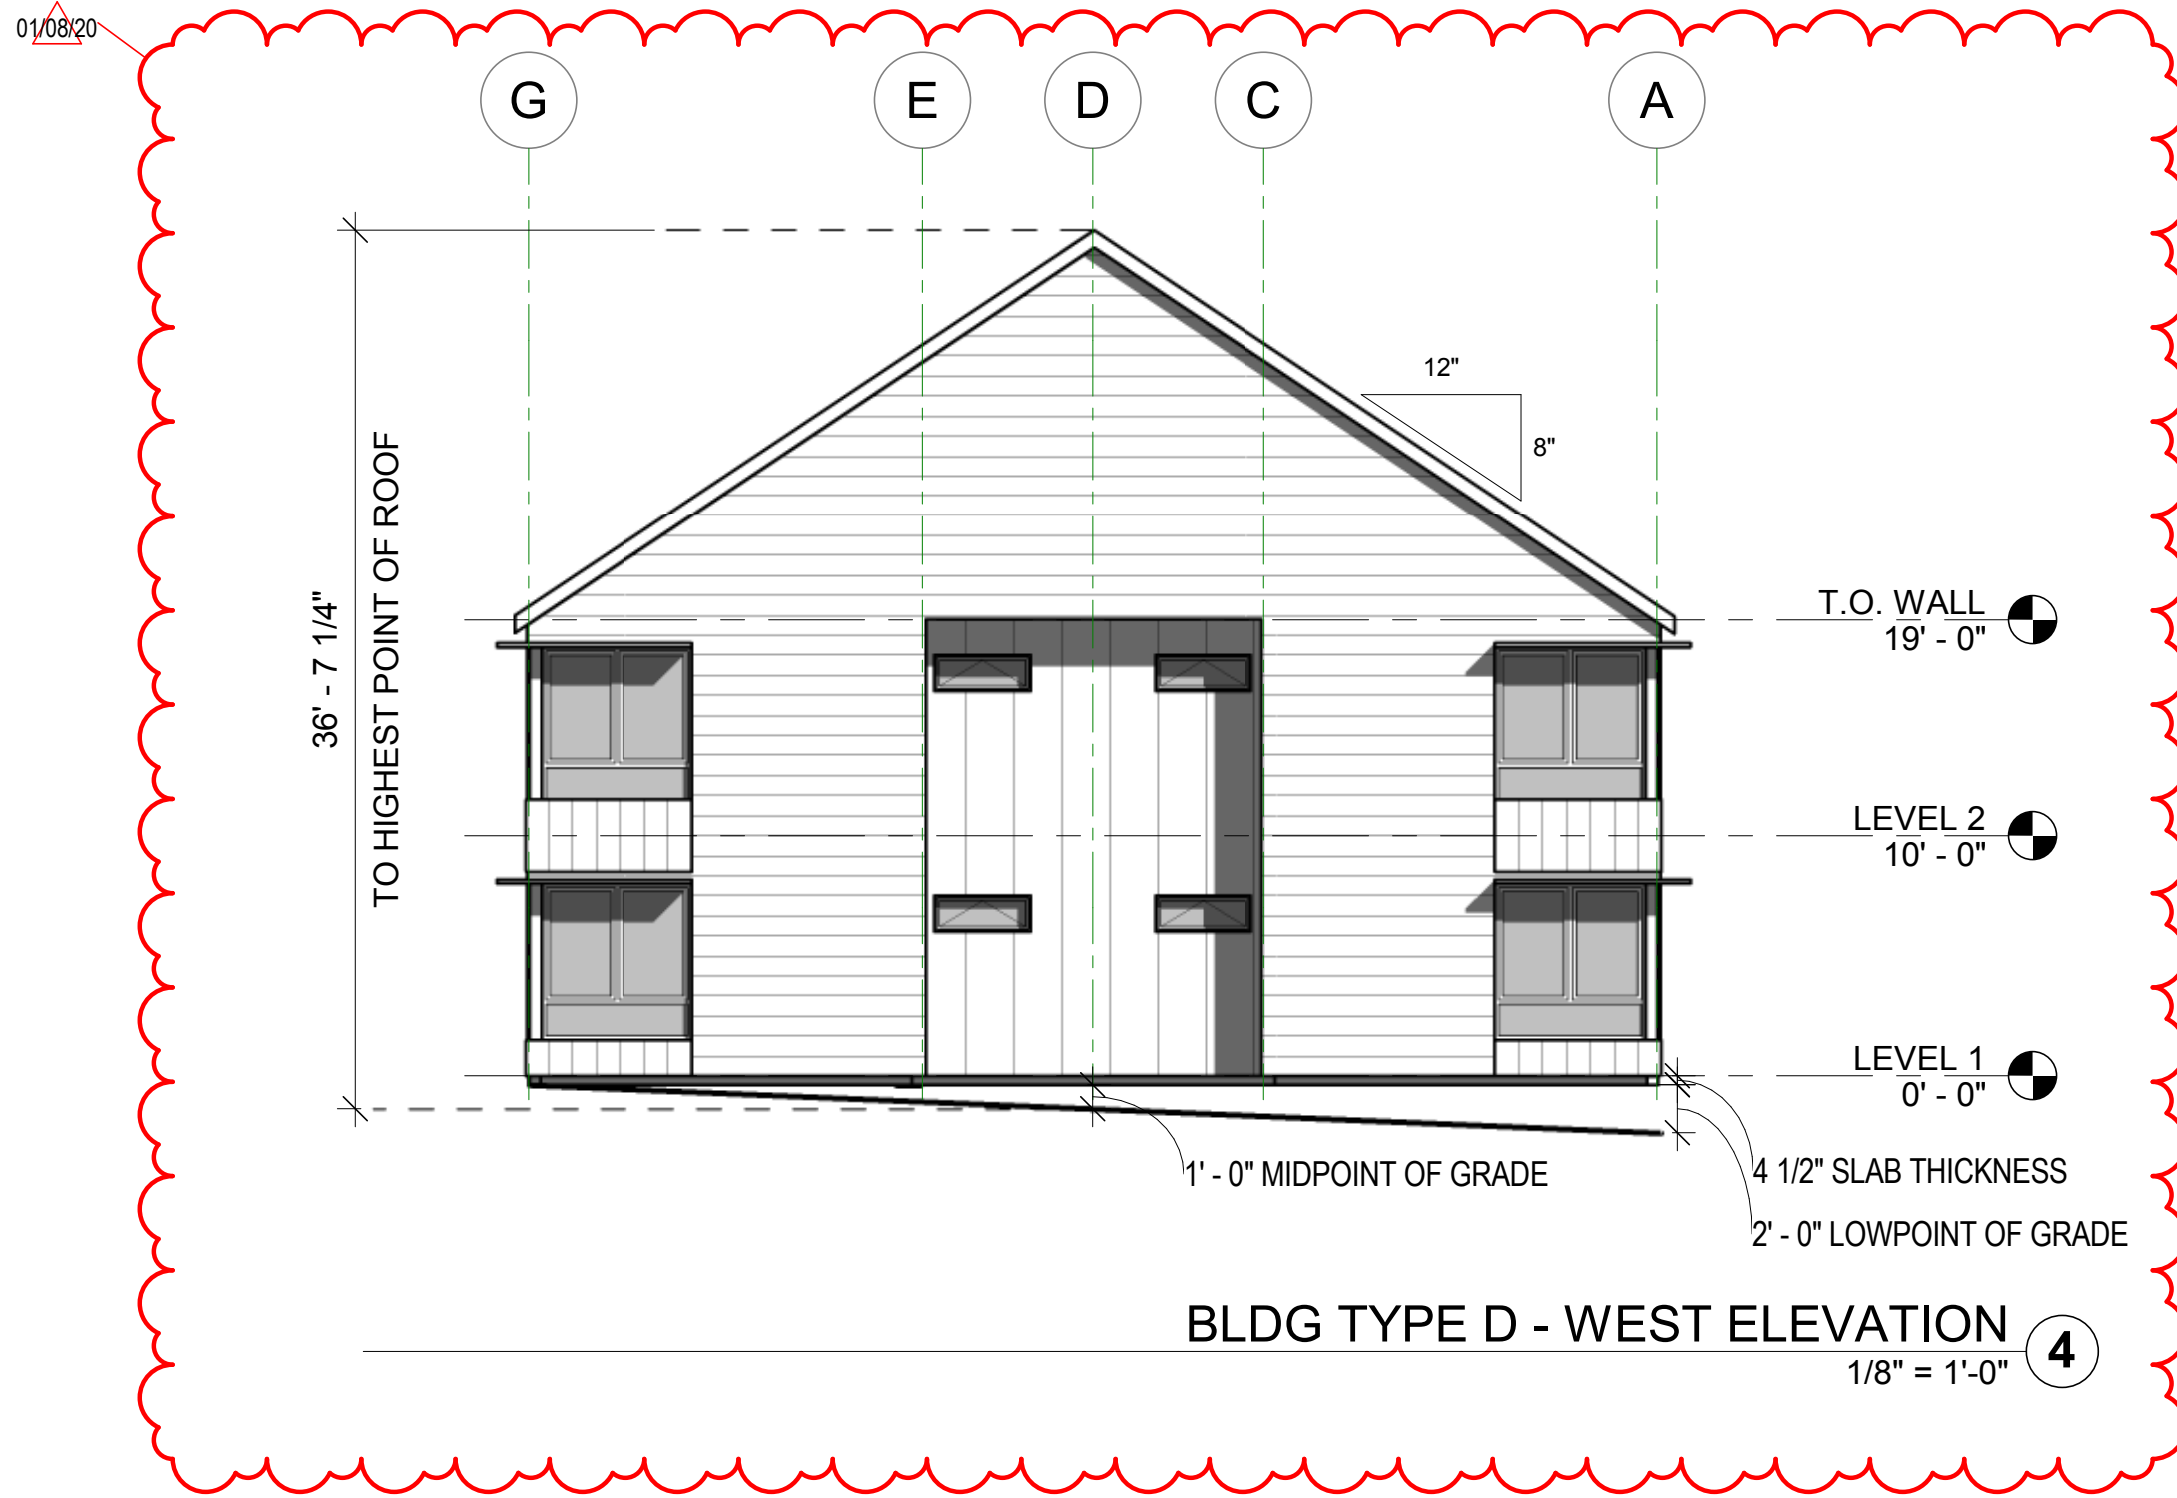 01/08/20
G
E
D
C
A
12"
8"
36' - 7 1/4"
TO HIGHEST POINT OF ROOF
T.O. WALL
19' - 0"
LEVEL 2
10' - 0"
LEVEL 1
0' - 0"
1' - 0" MIDPOINT OF GRADE
4 1/2" SLAB THICKNESS
2' - 0" LOWPOINT OF GRADE
BLDG TYPE D - WEST ELEVATION
4
1/8" = 1'-0"